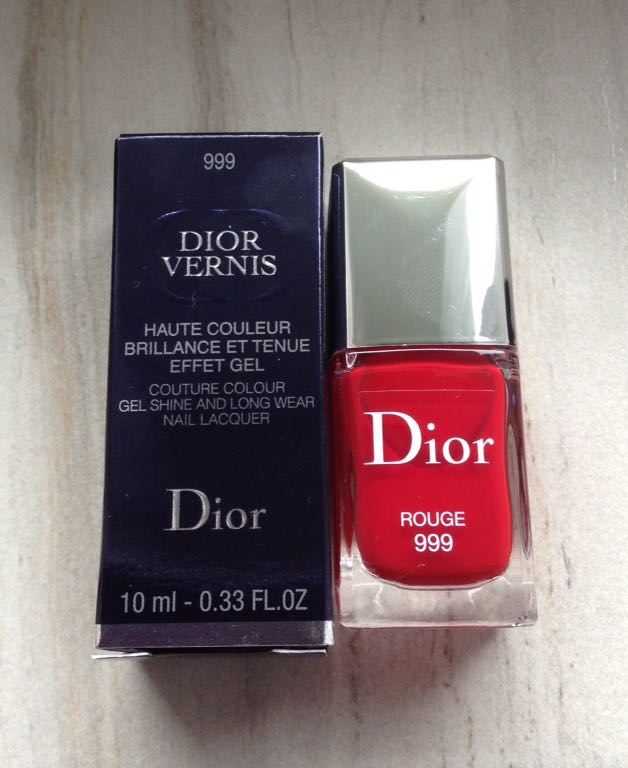 999
DIOR
VERNIS
HAUTE COULEUR
BRILLANCE ET TENUE
EFFET GEL
COUTURE COLOUR
GEL SHINE AND LONG WEAR
NAIL LACQUER
Dior
10 ml - 0.33 FL.OZ
Dior
ROUGE
999